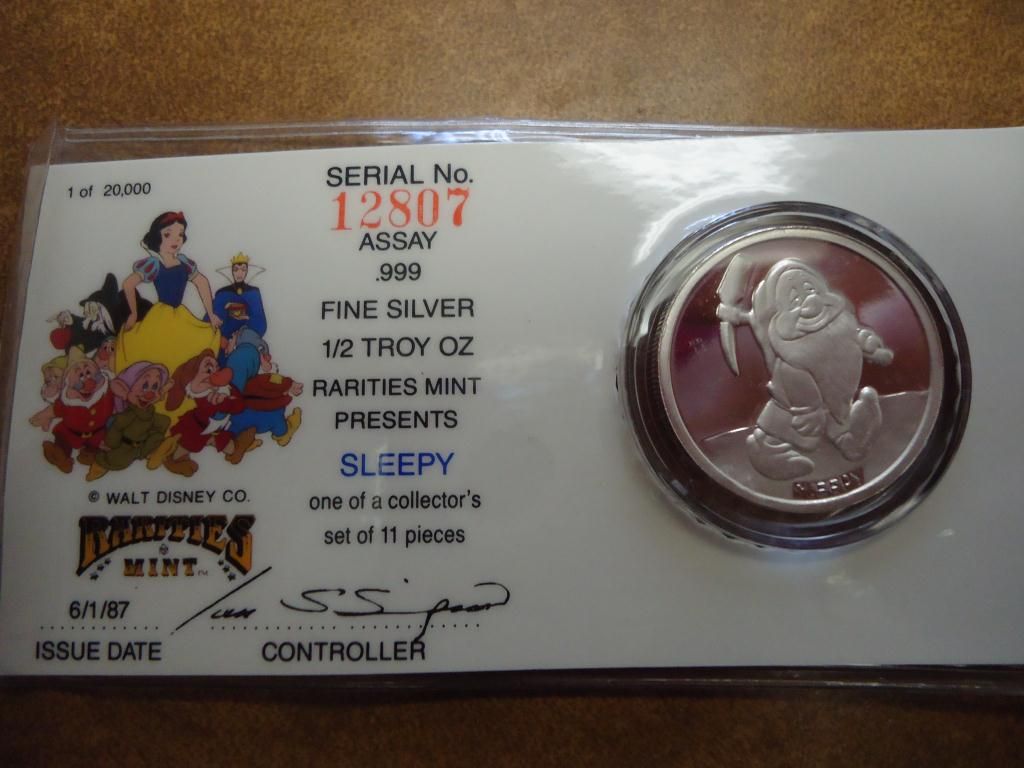 1 of 20,000
SERIAL No.
12807
ASSAY
.999
FINE SILVER
1/2 TROY OZ
RARITIES MINT
PRESENTS
SLEEPY
one of a collector's
set of 11 pieces
© WALT DISNEY CO.
RARITIES
MINT
6/1/87
ISSUE DATE
CONTROLLER
SLEEPY